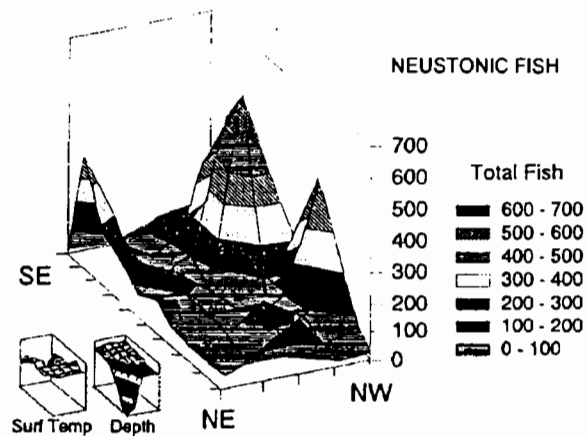 NEUSTONIC FISH
700
600
500
400
300
200
100
0
Total Fish
600 - 700
500 - 600
400 - 500
300 - 400
200 - 300
100 - 200
0 - 100
SE
NE
NW
Surf Temp
Depth